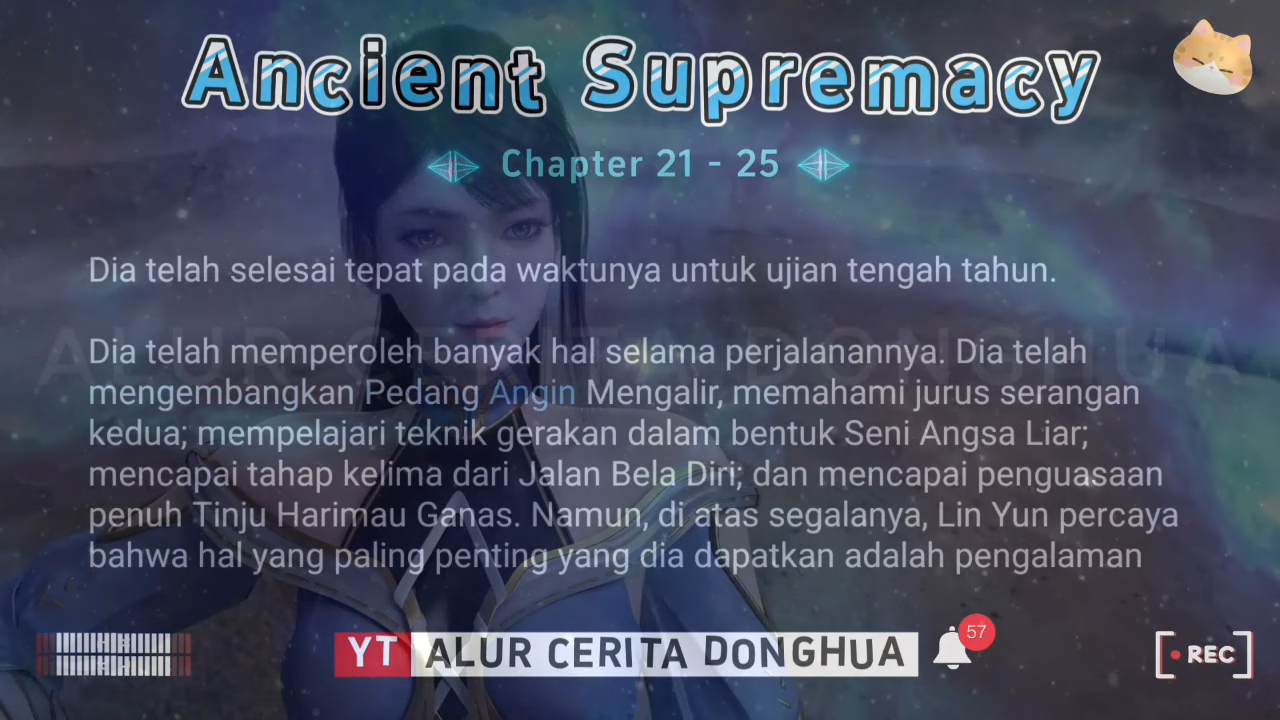 Ancient Supremacy
Chapter 21 - 25
Dia telah selesai tepat pada waktunya untuk ujian tengah tahun.
ALUR CERITA DONGHUA
Dia telah memperoleh banyak hal selama perjalanannya. Dia telah
mengembangkan Pedang Angin Mengalir, memahami jurus serangan
kedua; mempelajari teknik gerakan dalam bentuk Seni Angsa Liar;
mencapai tahap kelima dari Jalan Bela Diri; dan mencapai penguasaan
penuh Tinju Harimau Ganas. Namun, di atas segalanya, Lin Yun percaya
bahwa hal yang paling penting yang dia dapatkan adalah pengalaman
YT ALUR CERITA DONGHUA
57
REC